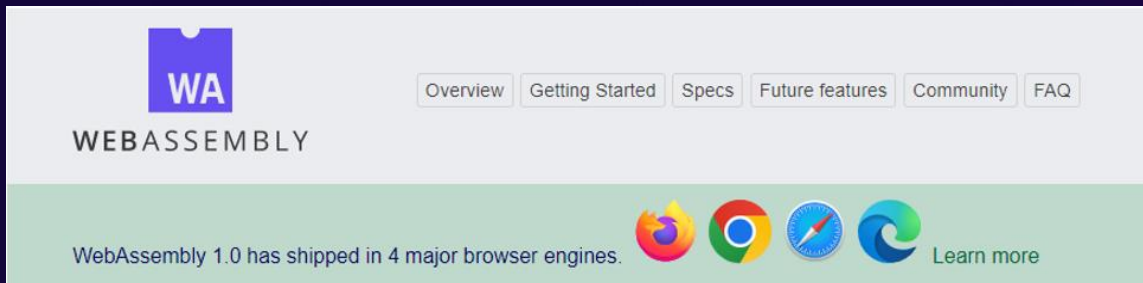 WA
WEBASSEMBLY
Overview Getting Started Specs Future features Community FAQ
WebAssembly 1.0 has shipped in 4 major browser engines. Learn more